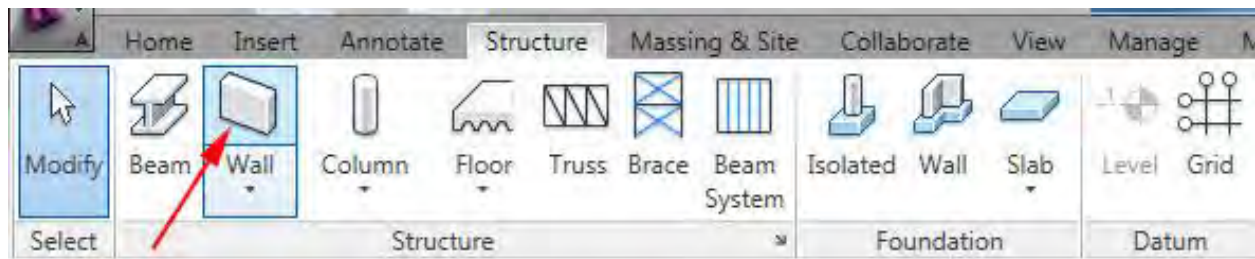 A Home Insert Annotate Structure Massing & Site Collaborate View Manage M
Modify Beam Wall Column Floor Truss Brace Beam System Isolated Wall Slab Level Grid
Select Structure Foundation Datum